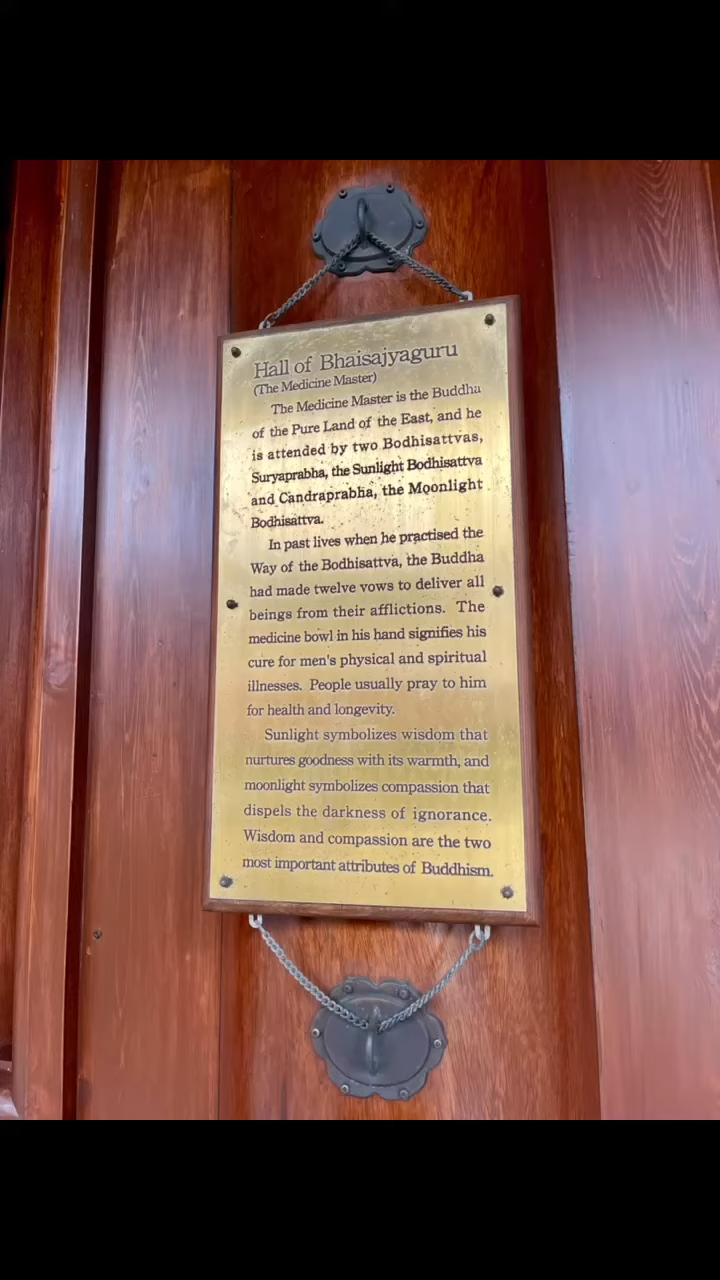 Hall of Bhaisajyaguru
(The Medicine Master)
The Medicine Master is the Buddha
of the Pure Land of the East, and he
is attended by two Bodhisattvas,
Suryaprabha, the Sunlight Bodhisattva
and Candraprabha, the Moonlight
Bodhisattva.
In past lives when he practised the
Way of the Bodhisattva, the Buddha
had made twelve vows to deliver all
beings from their afflictions. The
medicine bowl in his hand signifies his
cure for men's physical and spiritual
illnesses. People usually pray to him
for health and longevity.
Sunlight symbolizes wisdom that
nurtures goodness with its warmth, and
moonlight symbolizes compassion that
dispels the darkness of ignorance.
Wisdom and compassion are the two
most important attributes of Buddhism.